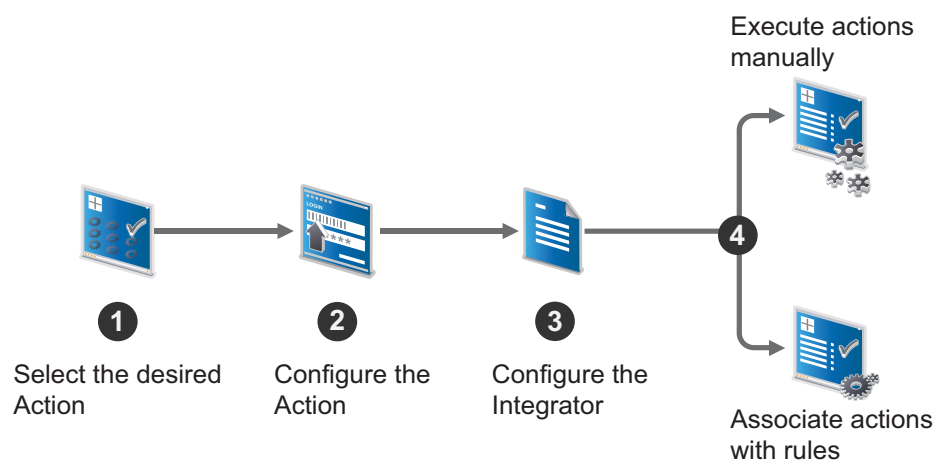 Execute actions
manually
LOGIN
4
1
2
3
Select the desired
Action
Configure the
Action
Configure the
Integrator
Associate actions
with rules